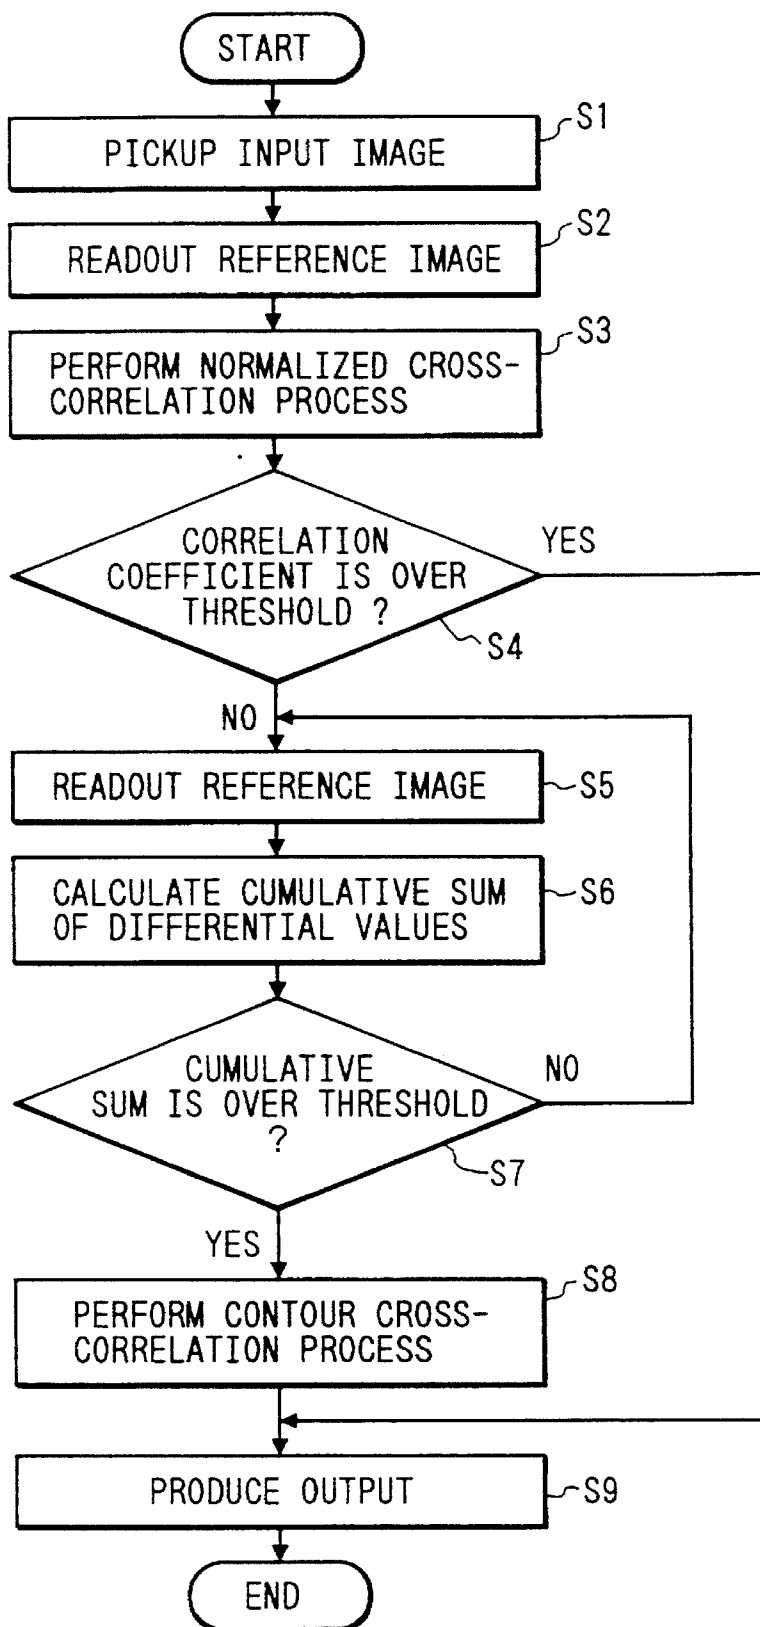 START
S1
PICKUP INPUT IMAGE
S2
READOUT REFERENCE IMAGE
S3
PERFORM NORMALIZED CROSS-
CORRELATION PROCESS
CORRELATION
COEFFICIENT IS OVER
THRESHOLD ?
YES
S4
NO
READOUT REFERENCE IMAGE
S5
CALCULATE CUMULATIVE SUM
OF DIFFERENTIAL VALUES
S6
CUMULATIVE
SUM IS OVER THRESHOLD
?
NO
S7
YES
S8
PERFORM CONTOUR CROSS-
CORRELATION PROCESS
PRODUCE OUTPUT
S9
END